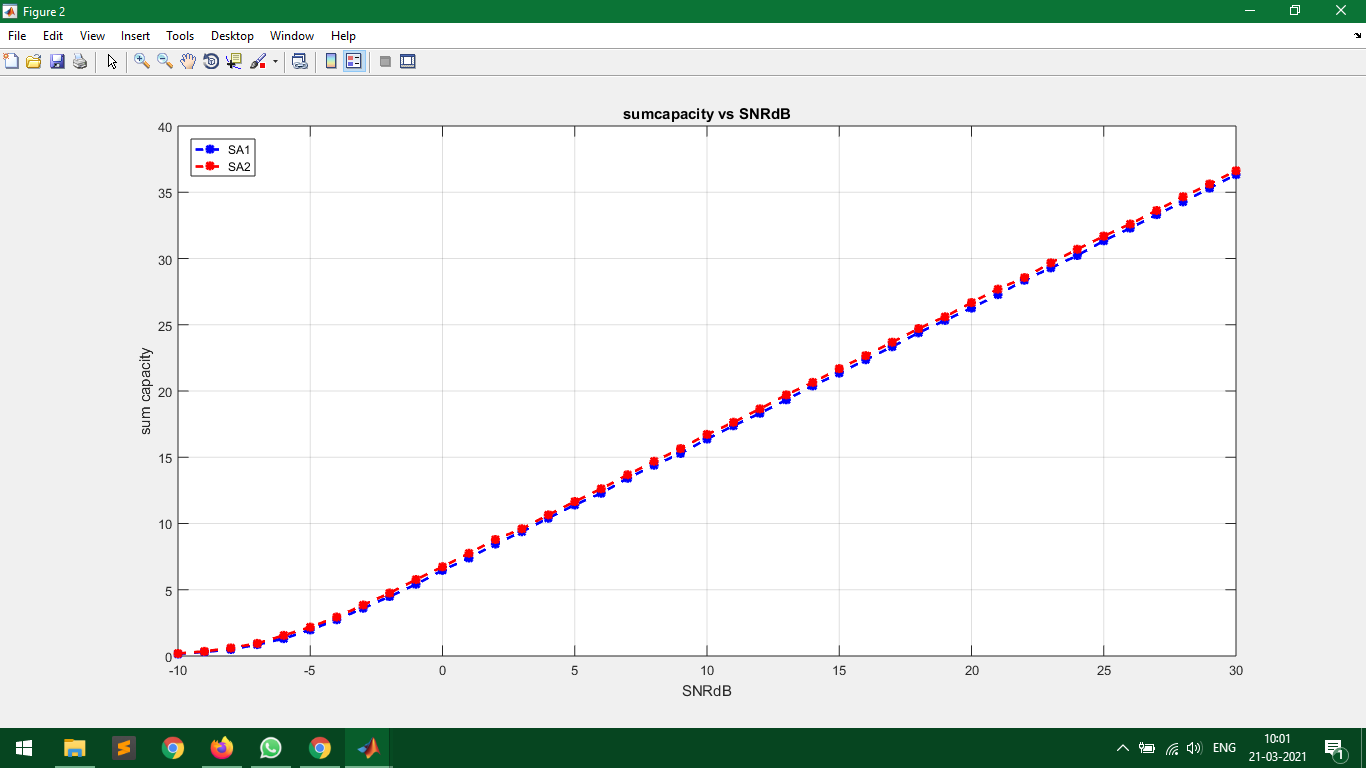 Figure 2
File Edit View Insert Tools Desktop Window Help
sumcapacity vs SNRdB
SA1
SA2
40
35
30
25
20
15
10
5
0
sum capacity
-10 -5 0 5 10 15 20 25 30
SNRdB
ENG
10:01
21-03-2021
1